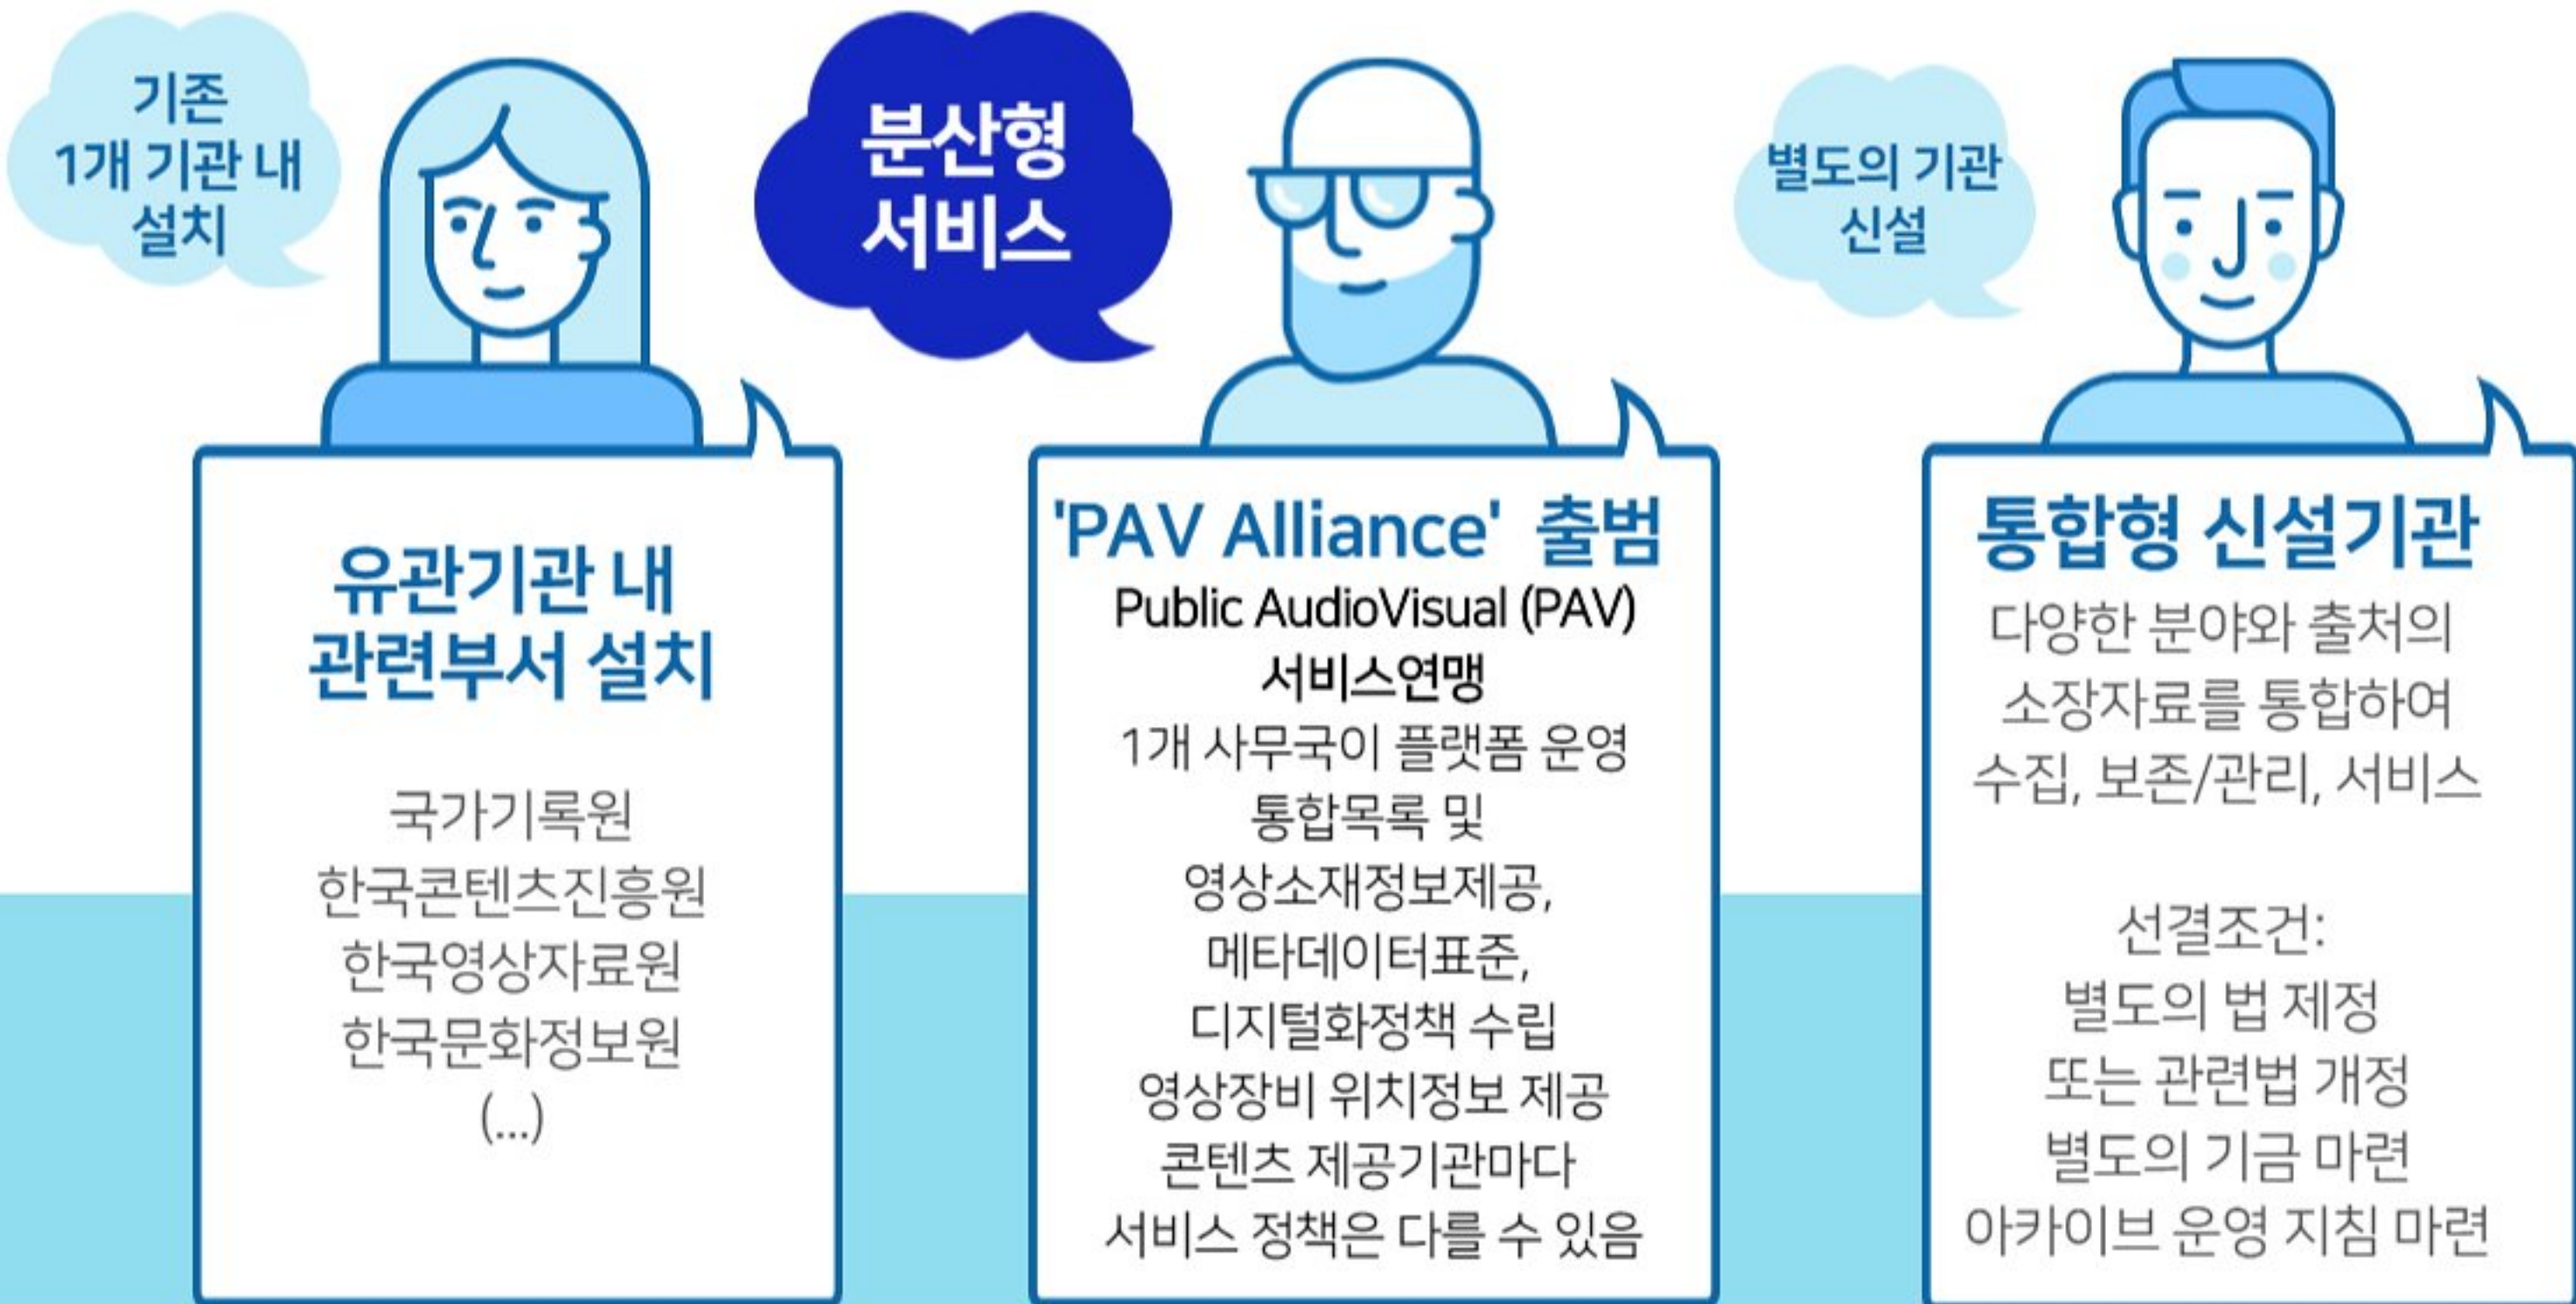 기존
1개 기관 내
설치
유관기관 내
관련부서 설치
국가기록원
한국콘텐츠진흥원
한국영상자료원
한국문화정보원
(...)
분산형
서비스
'PAV Alliance' 출범
Public AudioVisual (PAV)
서비스연맹
1개 사무국이 플랫폼 운영
통합목록 및
영상소재정보제공,
메타데이터표준,
디지털화정책 수립
영상장비 위치정보 제공
콘텐츠 제공기관마다
서비스 정책은 다를 수 있음
별도의 기관
신설
통합형 신설기관
다양한 분야와 출처의
소장자료를 통합하여
수집, 보존/관리, 서비스
선결조건:
별도의 법 제정
또는 관련법 개정
별도의 기금 마련
아카이브 운영 지침 마련